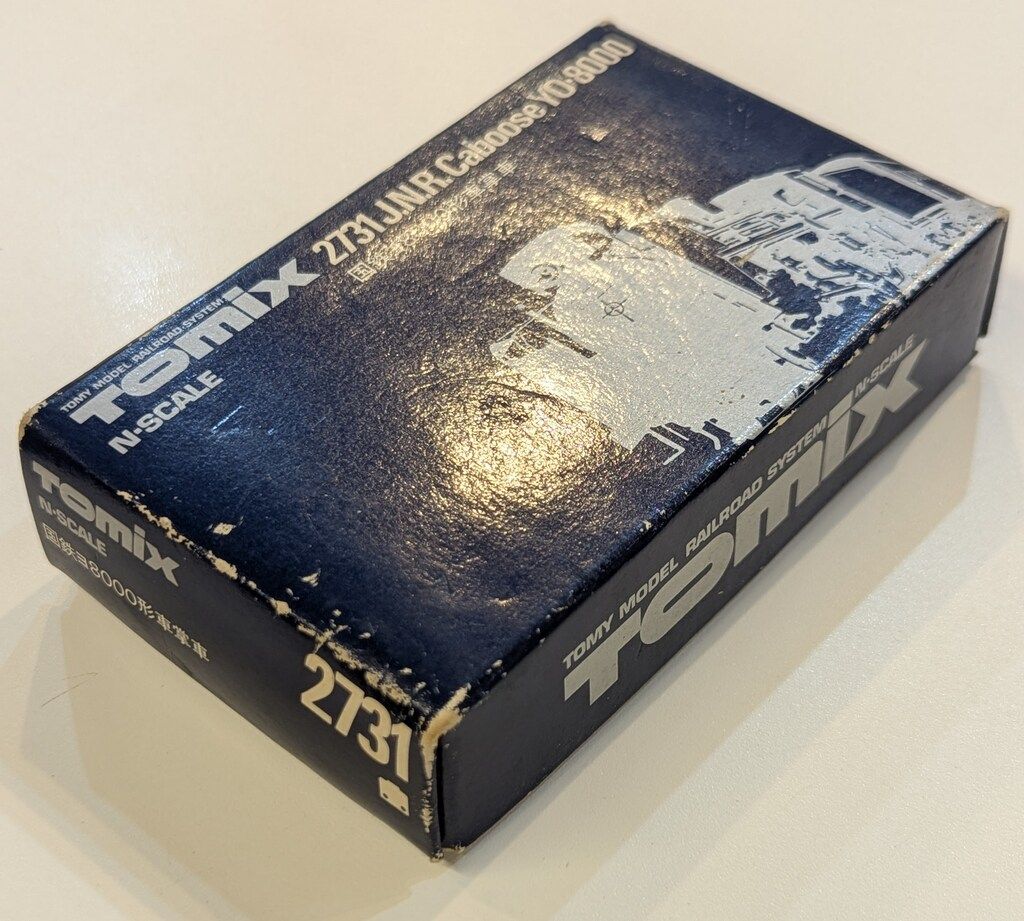 TOMY MODEL RAILROAD SYSTEM
TOMIX
N-SCALE
2731 J.N.R. Caboose YO-8000
TOMIX
N-SCALE
国鉄ヨ8000形車掌車
2731
TOMY MODEL RAILROAD SYSTEM
N-SCALE
TOMIX